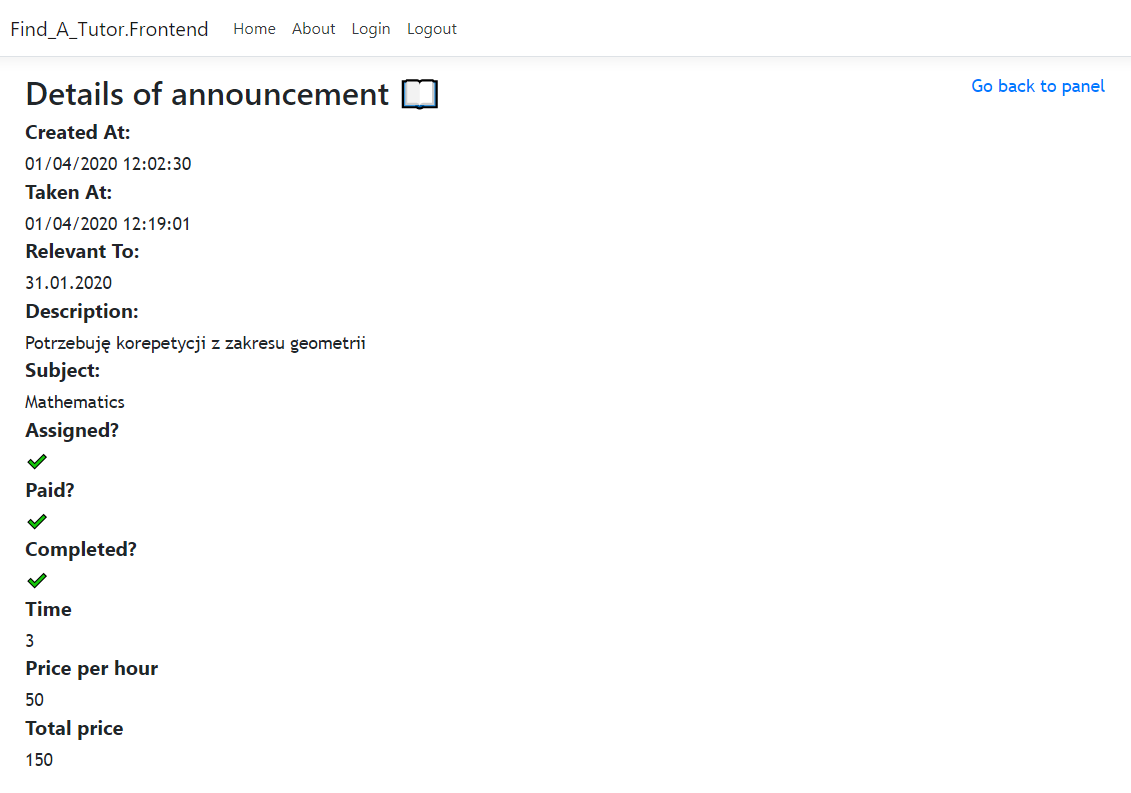 Find_A_Tutor.Frontend Home About Login Logout
Details of announcement
Go back to panel
Created At:
01/04/2020 12:02:30
Taken At:
01/04/2020 12:19:01
Relevant To:
31.01.2020
Description:
Potrzebuję korepetycji z zakresu geometrii
Subject:
Mathematics
Assigned?
Paid?
Completed?
Time
3
Price per hour
50
Total price
150